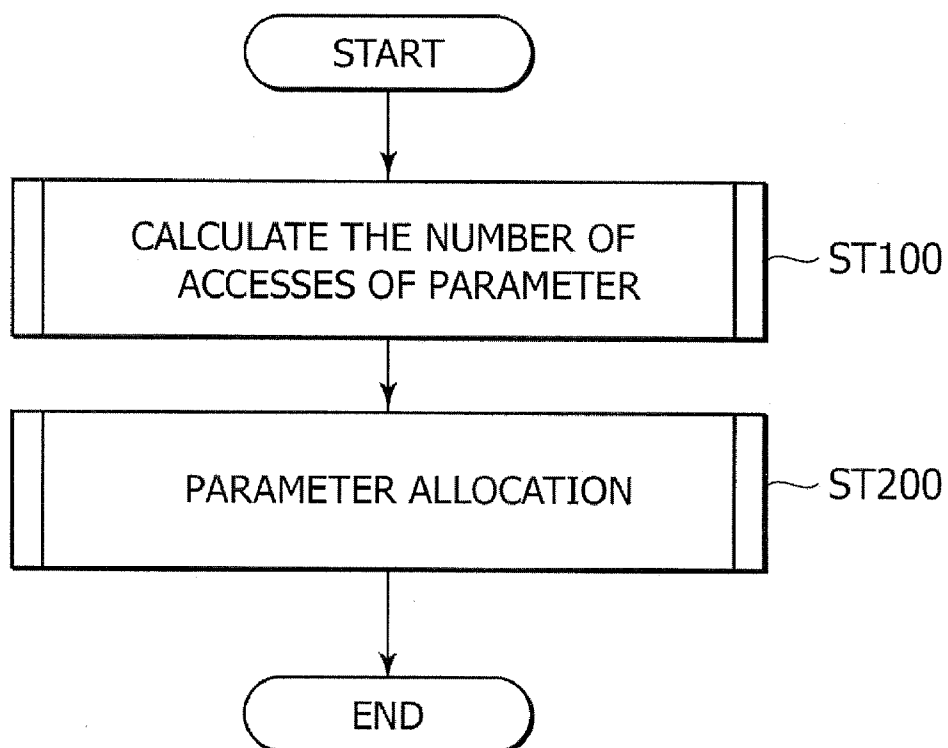 START
CALCULATE THE NUMBER OF
ACCESSES OF PARAMETER
ST100
PARAMETER ALLOCATION
ST200
END